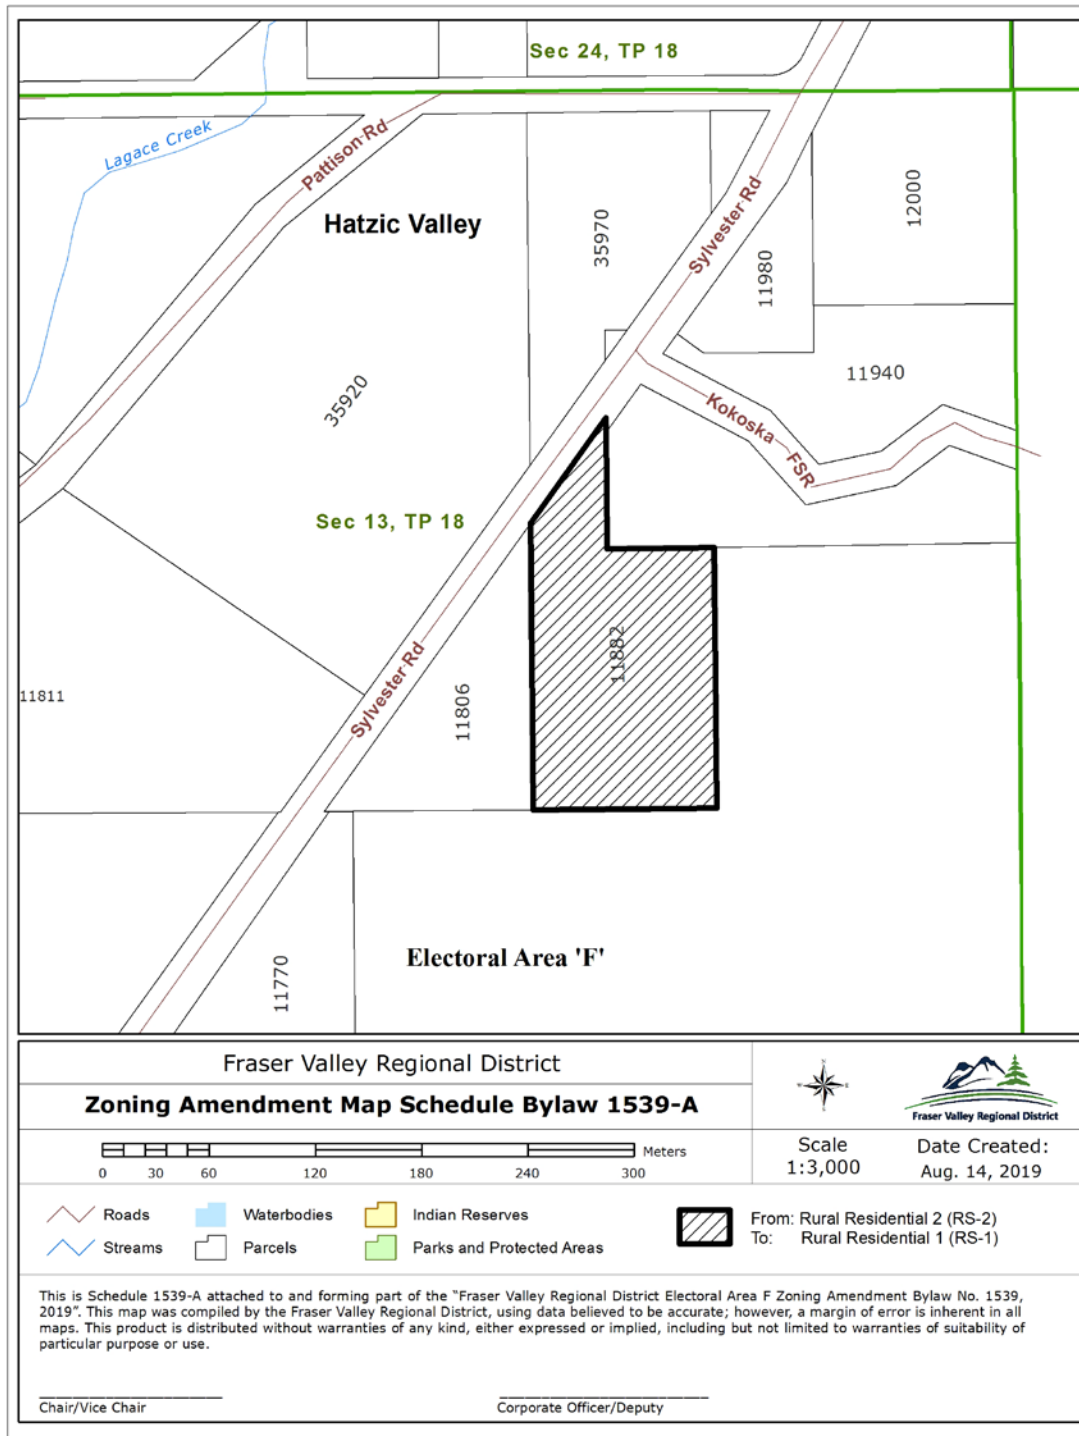 Sec 24, TP 18
Lagace Creek
Pattison Rd
Hatzic Valley
35970
Sylvester Rd
11980
12000
35920
11940
Kokoska FSR
Sec 13, TP 18
11882
Sylvester Rd
11806
11811
Electoral Area 'F'
11770
Fraser Valley Regional District
Zoning Amendment Map Schedule Bylaw 1539-A
N
Fraser Valley Regional District
Meters
0 30 60 120 180 240 300
Scale
1:3,000
Date Created:
Aug. 14, 2019
Roads
Waterbodies
Indian Reserves
Streams
Parcels
Parks and Protected Areas
From: Rural Residential 2 (RS-2)
To: Rural Residential 1 (RS-1)
This is Schedule 1539-A attached to and forming part of the "Fraser Valley Regional District Electoral Area F Zoning Amendment Bylaw No. 1539,
2019". This map was compiled by the Fraser Valley Regional District, using data believed to be accurate; however, a margin of error is inherent in all
maps. This product is distributed without warranties of any kind, either expressed or implied, including but not limited to warranties of suitability of
particular purpose or use.
Chair/Vice Chair
Corporate Officer/Deputy